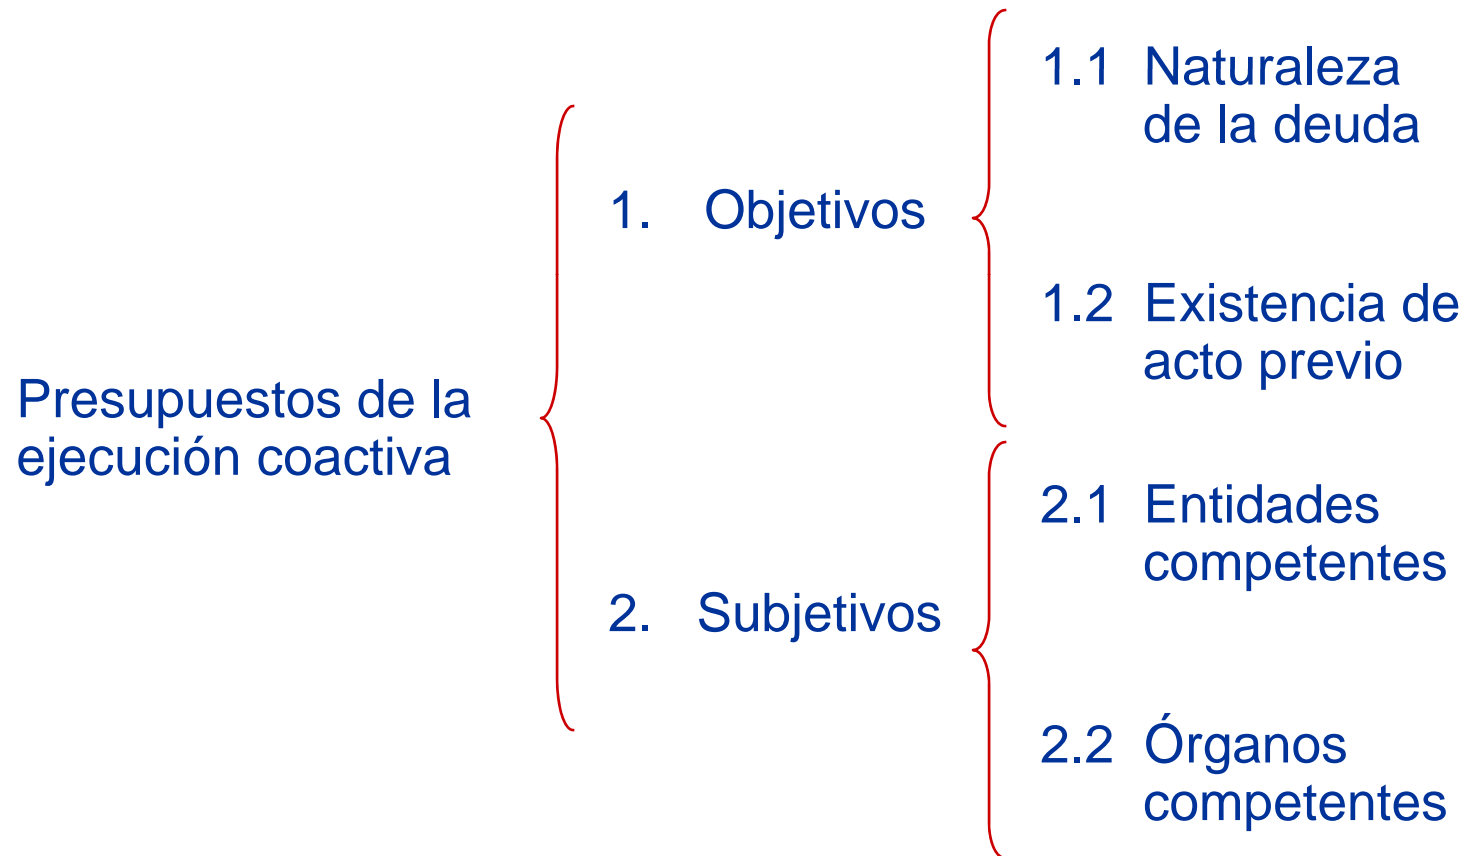 Presupuestos de la
ejecución coactiva
1. Objetivos
1.1 Naturaleza
de la deuda
1.2 Existencia de
acto previo
2. Subjetivos
2.1 Entidades
competentes
2.2 Órganos
competentes